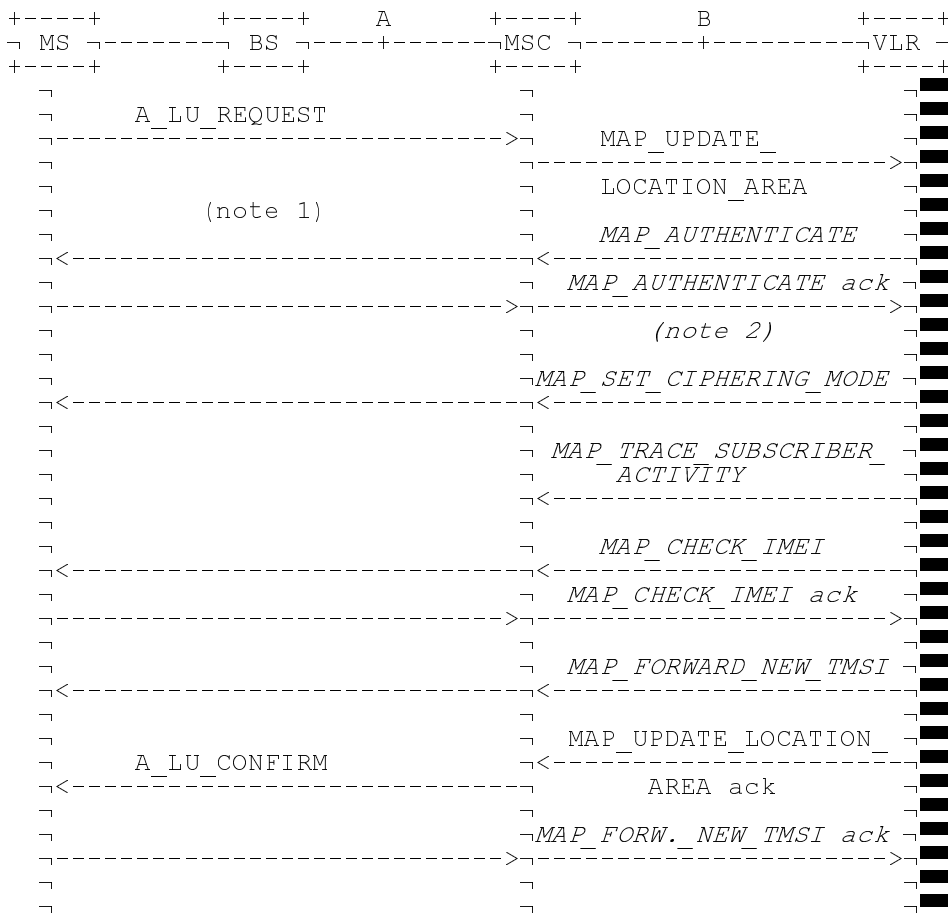 A B
MS BS MSC VLR
A_LU_REQUEST
MAP_UPDATE_
LOCATION_AREA
(note 1)
MAP_AUTHENTICATE
MAP_AUTHENTICATE ack
(note 2)
MAP_SET_CIPHERING_MODE
MAP_TRACE_SUBSCRIBER_
ACTIVITY
MAP_CHECK_IMEI
MAP_CHECK_IMEI ack
MAP_FORWARD_NEW_TMSI
MAP_UPDATE_LOCATION_
A_LU_CONFIRM
AREA ack
MAP_FORW._NEW_TMSI ack